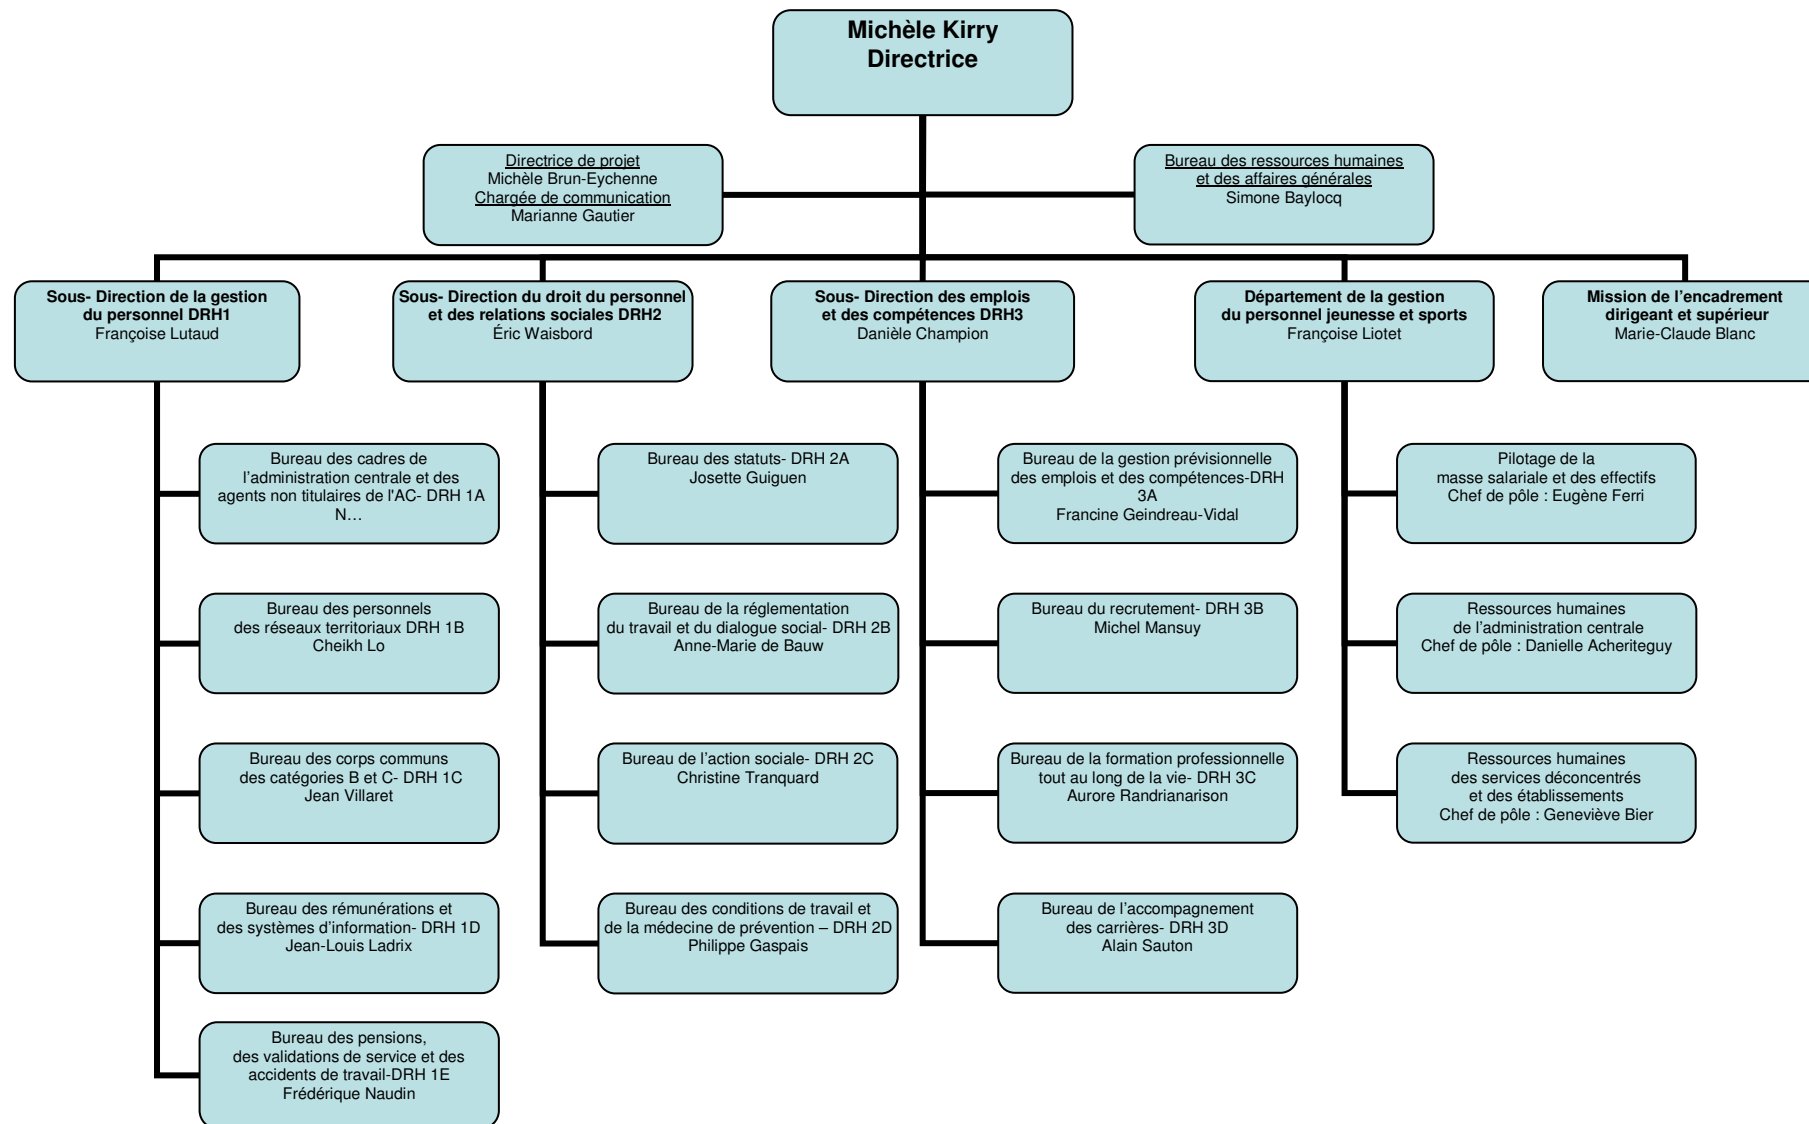 Michèle Kirry
Directrice
Directrice de projet
Michèle Brun-Eychenne
Chargée de communication
Marianne Gautier
Bureau des ressources humaines
et des affaires générales
Simone Baylocq
Sous- Direction de la gestion
du personnel DRH1
Françoise Lutaud
Sous- Direction du droit du personnel
et des relations sociales DRH2
Éric Waisbord
Sous- Direction des emplois
et des compétences DRH3
Danièle Champion
Département de la gestion
du personnel jeunesse et sports
Françoise Liotet
Mission de l’encadrement
dirigeant et supérieur
Marie-Claude Blanc
Bureau des cadres de
l’administration centrale et des
agents non titulaires de l'AC- DRH 1A
N…
Bureau des statuts- DRH 2A
Josette Guiguen
Bureau de la gestion prévisionnelle
des emplois et des compétences-DRH
3A
Francine Geindreau-Vidal
Pilotage de la
masse salariale et des effectifs
Chef de pôle : Eugène Ferri
Bureau des personnels
des réseaux territoriaux DRH 1B
Cheikh Lo
Bureau de la réglementation
du travail et du dialogue social- DRH 2B
Anne-Marie de Bauw
Bureau du recrutement- DRH 3B
Michel Mansuy
Ressources humaines
de l’administration centrale
Chef de pôle : Danielle Acheriteguy
Bureau des corps communs
des catégories B et C- DRH 1C
Jean Villaret
Bureau de l’action sociale- DRH 2C
Christine Tranquard
Bureau de la formation professionnelle
tout au long de la vie- DRH 3C
Aurore Randrianarison
Ressources humaines
des services déconcentrés
et des établissements
Chef de pôle : Geneviève Bier
Bureau des rémunérations et
des systèmes d’information- DRH 1D
Jean-Louis Ladrix
Bureau des conditions de travail et
de la médecine de prévention – DRH 2D
Philippe Gaspais
Bureau de l’accompagnement
des carrières- DRH 3D
Alain Sauton
Bureau des pensions,
des validations de service et des
accidents de travail-DRH 1E
Frédérique Naudin